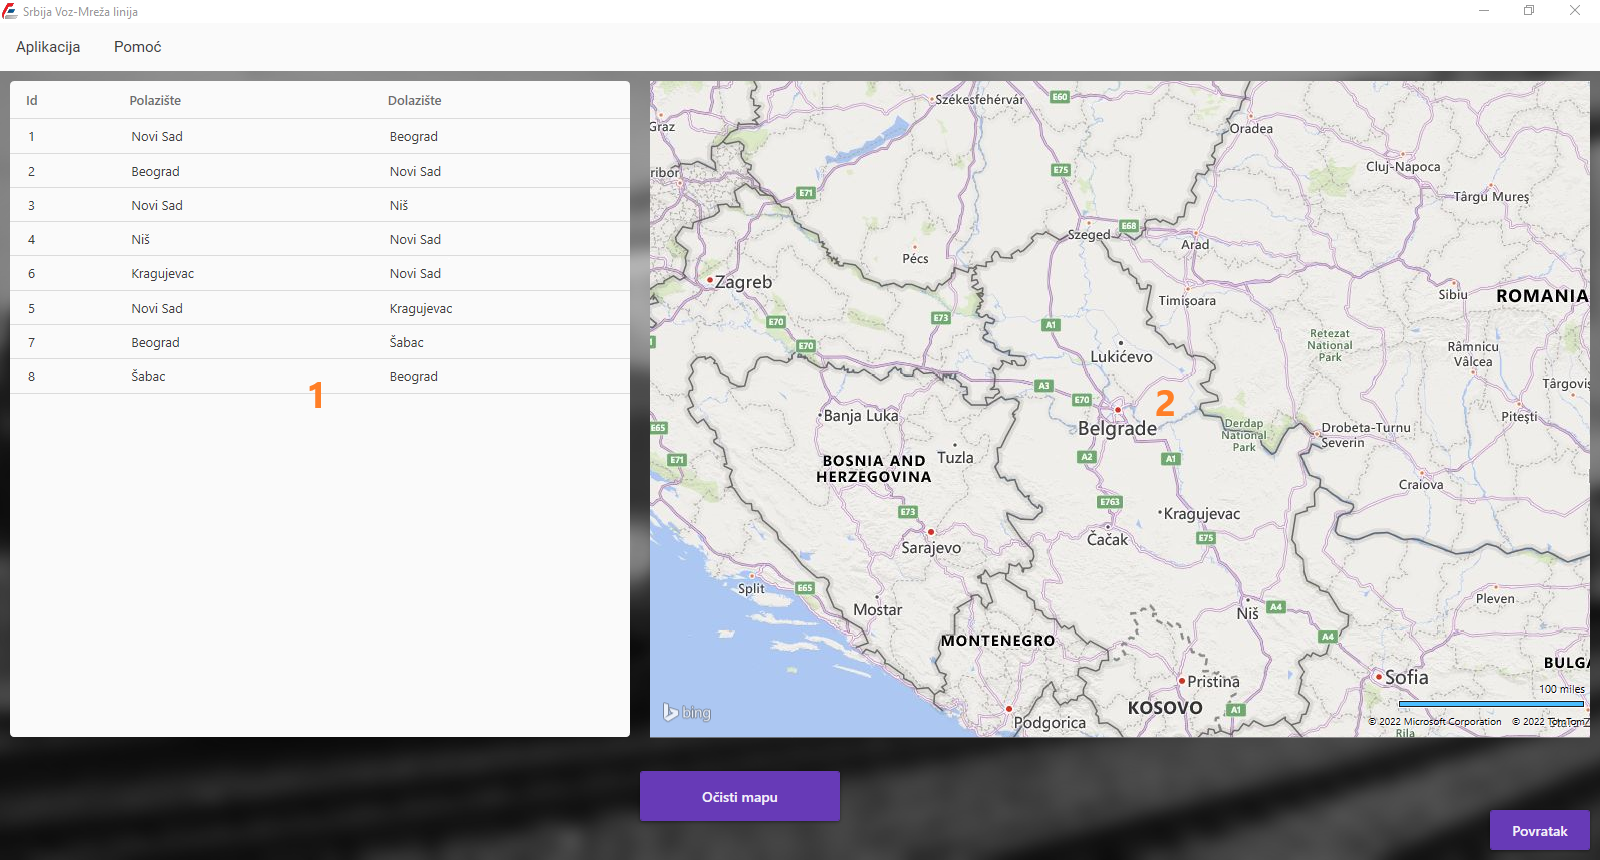 Srbija Voz-Mreža linija
Aplikacija Pomoć
Id Polazište Dolazište
1 Novi Sad Beograd
2 Beograd Novi Sad
3 Novi Sad Niš
4 Niš Novi Sad
6 Kragujevac Novi Sad
5 Novi Sad Kragujevac
7 Beograd Šabac
8 Šabac Beograd
1
E60
Székesfehérvár
Graz
Oradea
Cluj-Napoca
E75
ribor
E71
Târgu Mureș
E68
Szeged
Arad
Pécs
Zagreb
Timișoara
Sibiu
ROMANIA
E70
E73
A1
Retezat
National
Park
1
E70
Lukićevo
Râmnicu
Vâlcea
A3
Târgoviș
E70
2
Banja Luka
Belgrade
Pitești
E65
Derdap
National
Park
Drobeta-Turnu
Severin
E71
BOSNIA AND
HERZEGOVINA
Tuzla
A2
A1
Craiova
E763
E73
Kragujevac
Čačak
E75
Sarajevo
Split
E65
Mostar
Niš
A4
Pleven
A4
MONTENEGRO
BULGA
Pristina
Sofia
100 miles
KOSOVO
A1
bing
Podgorica
© 2022 Microsoft Corporation © 2022 TomTom
Rila
Očisti mapu
Povratak